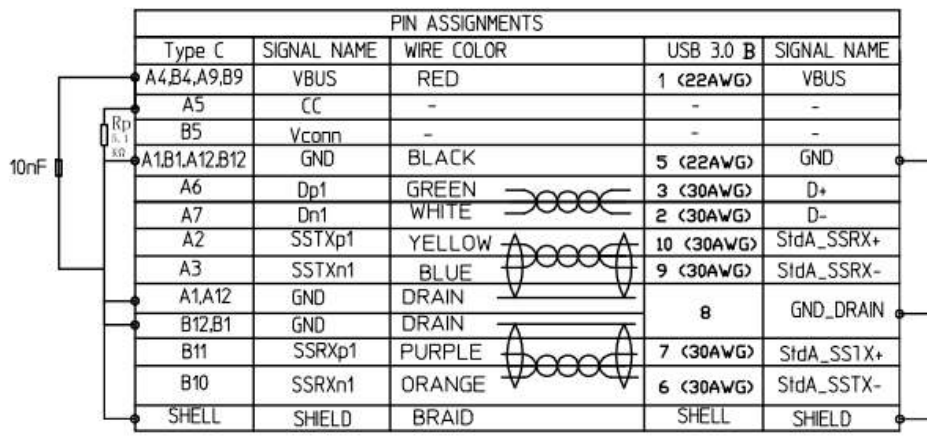 PIN ASSIGNMENTS
Type C SIGNAL NAME WIRE COLOR USB 3.0 B SIGNAL NAME
A4,B4,A9,B9 VBUS RED 1 (22AWG) VBUS
A5 CC - - -
Rp
5.1
KΩ
B5 Vconn - - -
10nF
A1,B1,A12,B12 GND BLACK 5 (22AWG) GND
A6 Dp1 GREEN 3 (30AWG) D+
A7 Dn1 WHITE 2 (30AWG) D-
A2 SSTXp1 YELLOW 10 (30AWG) StdA_SSRX+
A3 SSTXn1 BLUE 9 (30AWG) StdA_SSRX-
A1,A12 GND DRAIN
8 GND_DRAIN
B12,B1 GND DRAIN
B11 SSRXp1 PURPLE 7 (30AWG) StdA_SSTX+
B10 SSRXn1 ORANGE 6 (30AWG) StdA_SSTX-
SHELL SHIELD BRAID SHELL SHIELD